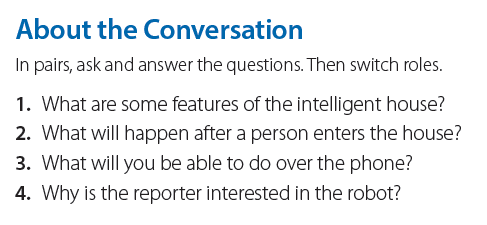 About the Conversation
In pairs, ask and answer the questions. Then switch roles.
1. What are some features of the intelligent house?
2. What will happen after a person enters the house?
3. What will you be able to do over the phone?
4. Why is the reporter interested in the robot?